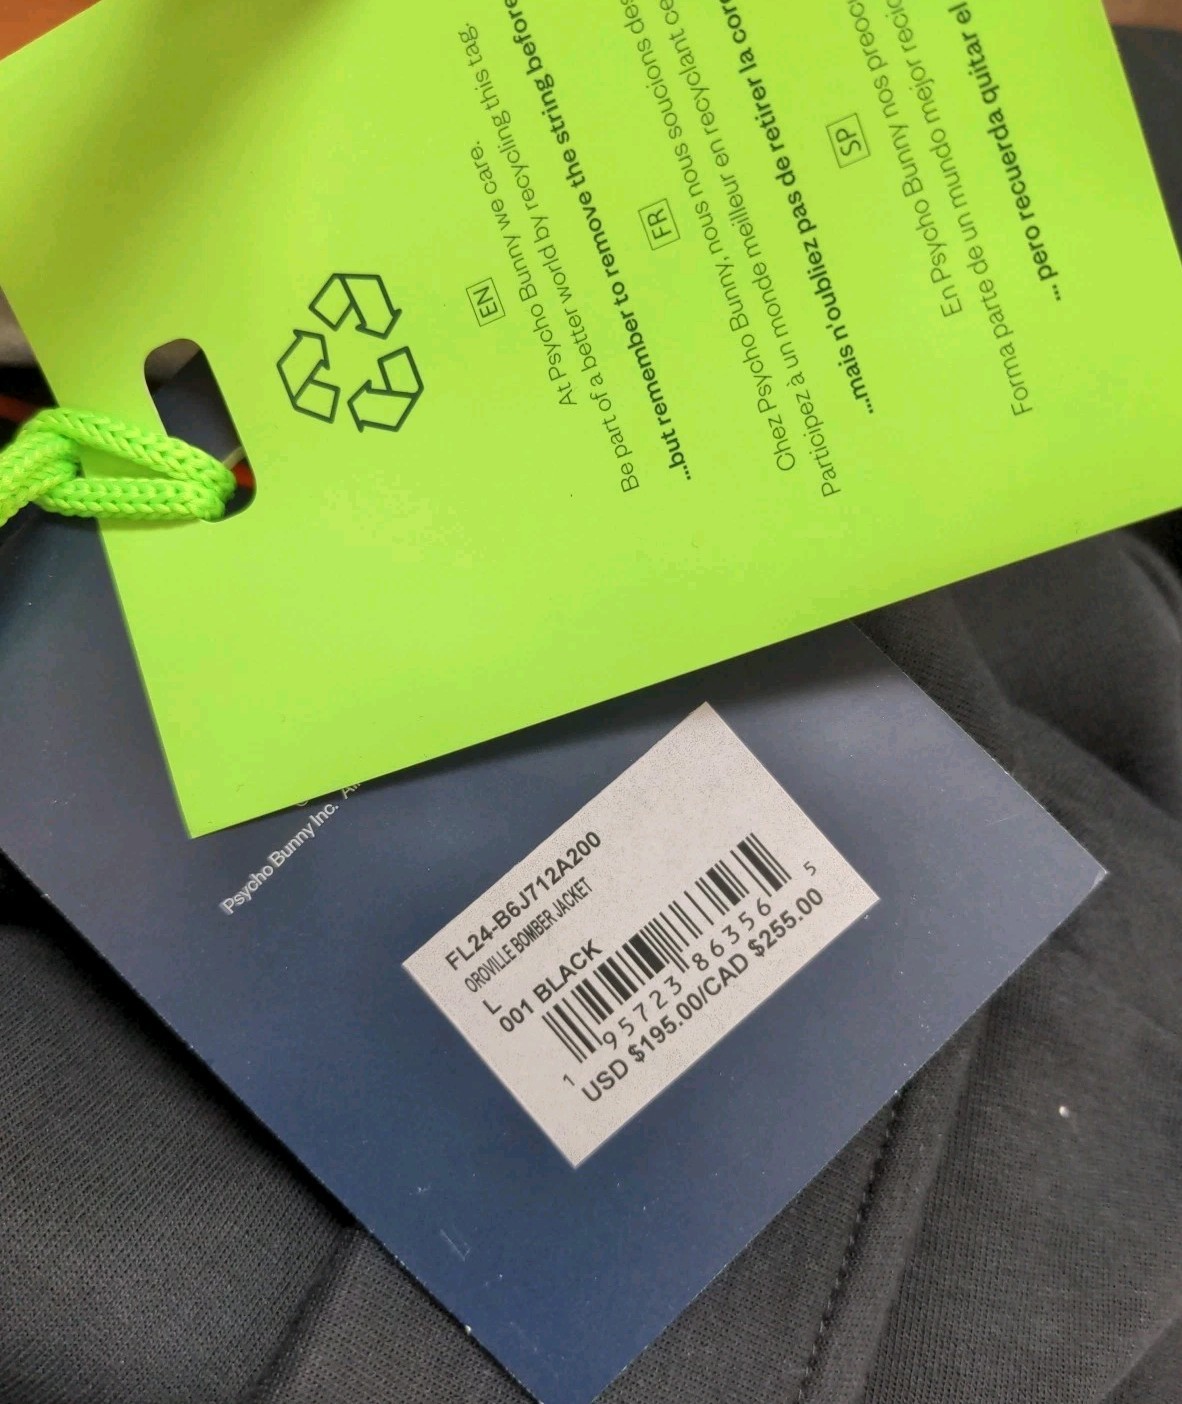 EN
At Psycho Bunny we care.
Be part of a better world by recycling this tag.
...but remember to remove the string before
FR
Chez Psycho Bunny, nous nous soucions des
Participez à un monde meilleur en recyclant ce
...mais n'oubliez pas de retirer la
SP
En Psycho Bunny nos
Forma parte de un mundo mejor
... pero recuerda quitar el
Psycho Bunny Inc.
FL24-B6J712A200
OROVILLE BOMBER JACKET
L
001 BLACK
1 95723 86356 5
USD $195.00/CAD $255.00